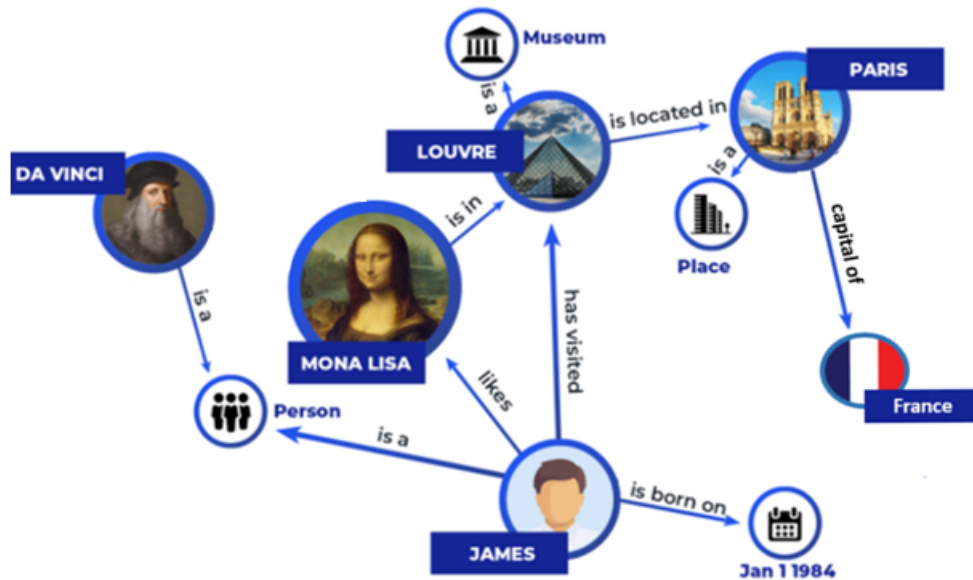 Museum
PARIS
is a
is located in
LOUVRE
DA VINCI
is a
is in
Place
capital of
is a
has visited
MONA LISA
likes
Person
France
is a
is born on
JAMES
Jan 1 1984